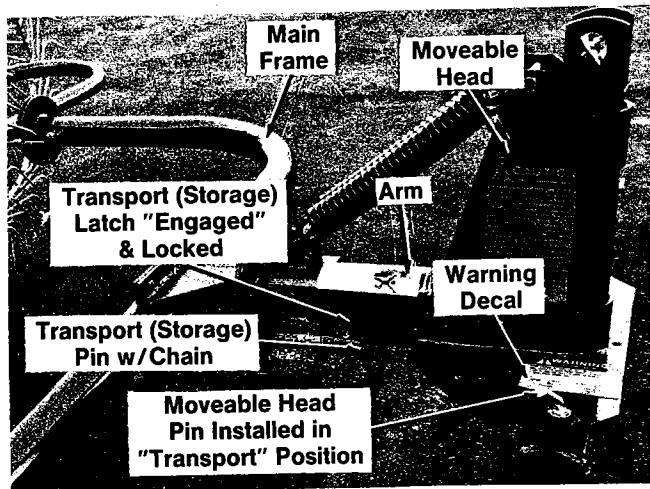 Main
Frame
Moveable
Head
Transport (Storage)
Latch "Engaged"
& Locked
Arm
Warning
Decal
Transport (Storage)
Pin w/Chain
WARNING
Moveable Head
Pin Installed in
"Transport" Position